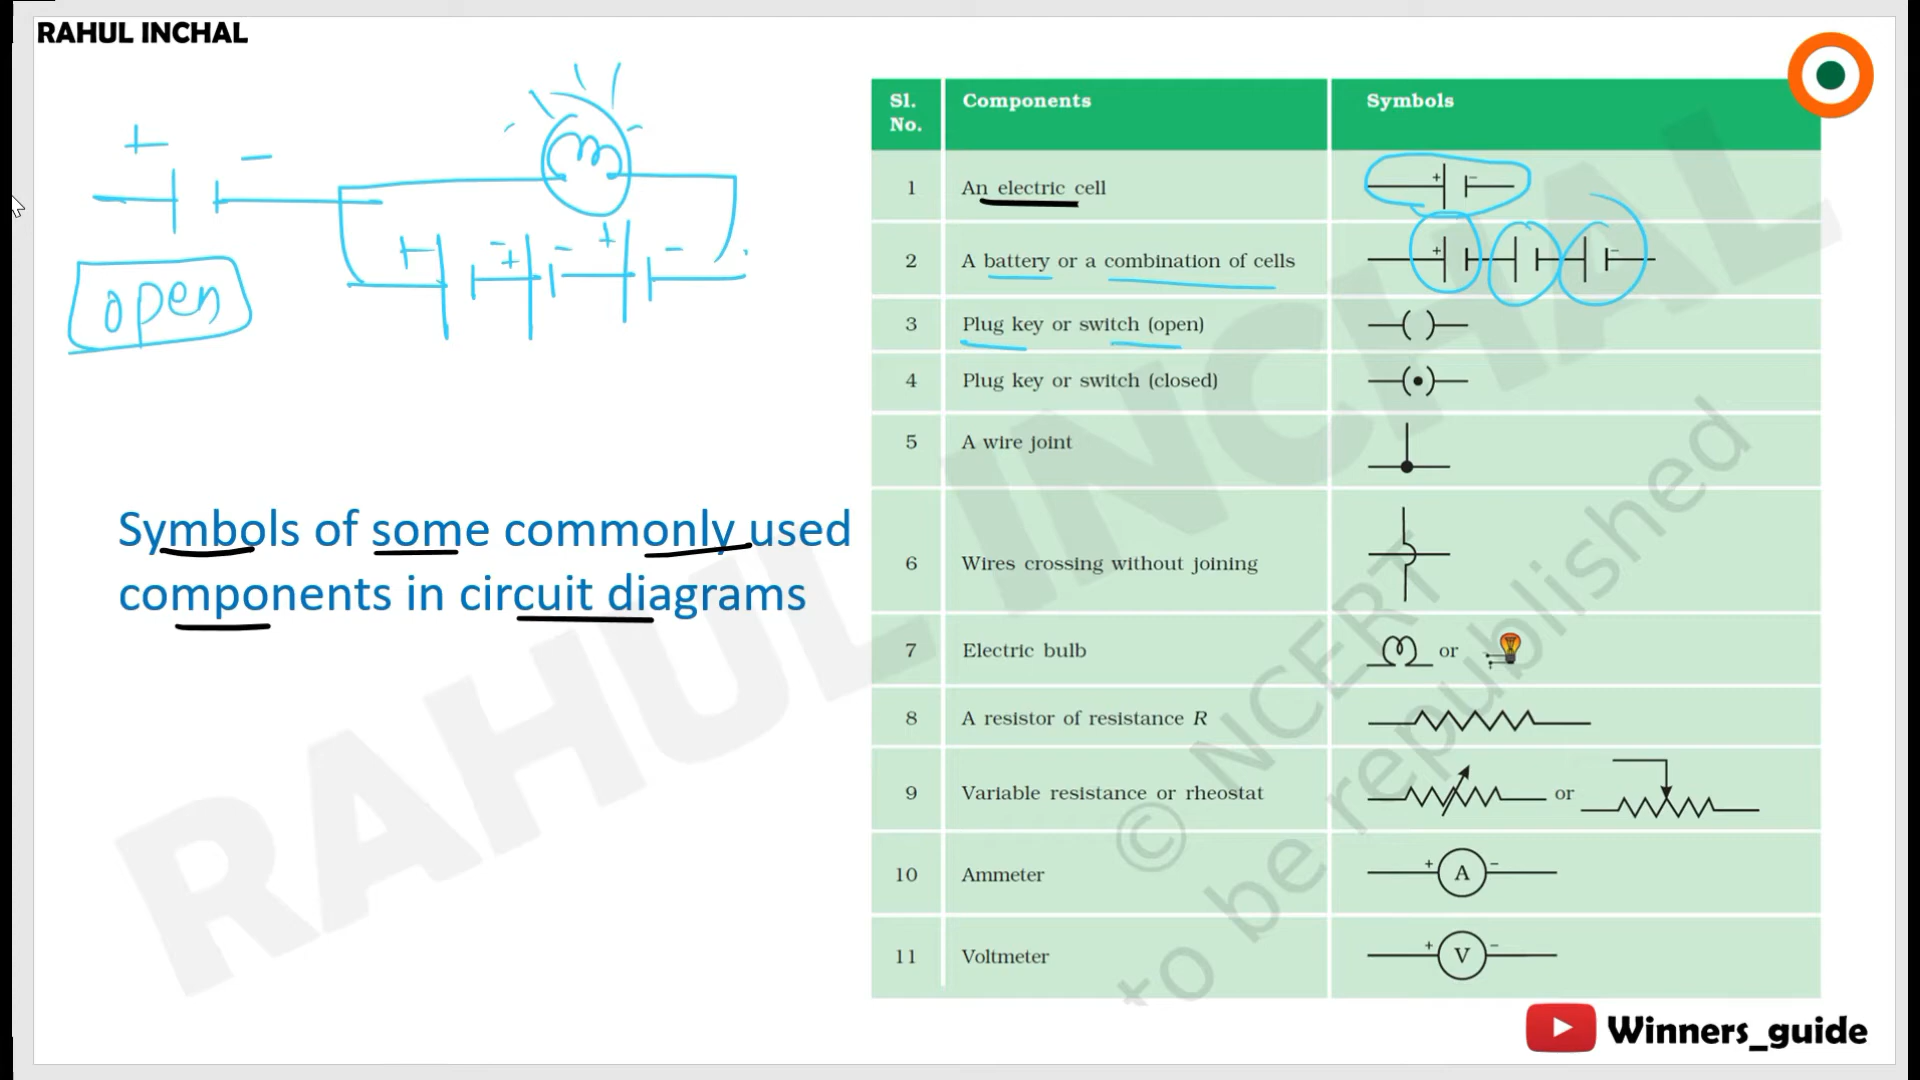 RAHUL INCHAL
+ -
open
+ - + - + -
Symbols of some commonly used
components in circuit diagrams
Sl. No. Components Symbols
1 An electric cell + -
2 A battery or a combination of cells + -
3 Plug key or switch (open)
4 Plug key or switch (closed)
5 A wire joint
6 Wires crossing without joining
7 Electric bulb or
8 A resistor of resistance R
9 Variable resistance or rheostat or
10 Ammeter + A -
11 Voltmeter + V -
RAHUL INCHAL
© NCERT
to be republished
Winners_guide